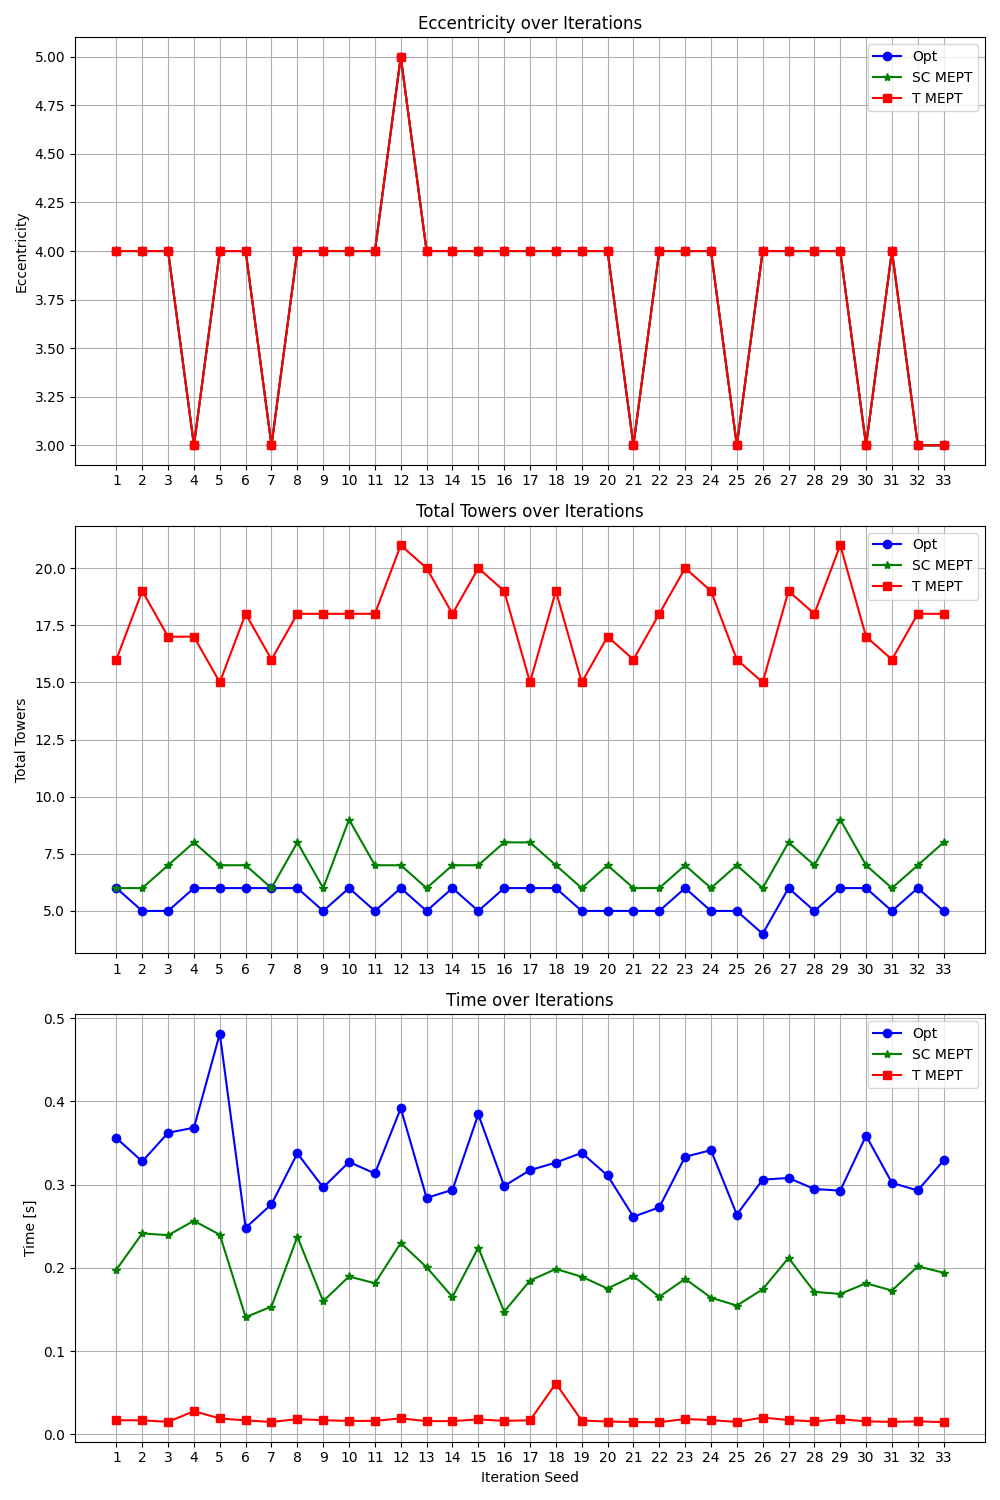 Eccentricity over Iterations
Eccentricity
5.00
4.75
4.50
4.25
4.00
3.75
3.50
3.25
3.00
Opt
SC MEPT
T MEPT
1 2 3 4 5 6 7 8 9 10 11 12 13 14 15 16 17 18 19 20 21 22 23 24 25 26 27 28 29 30 31 32 33
Total Towers over Iterations
Total Towers
20.0
17.5
15.0
12.5
10.0
7.5
5.0
Opt
SC MEPT
T MEPT
1 2 3 4 5 6 7 8 9 10 11 12 13 14 15 16 17 18 19 20 21 22 23 24 25 26 27 28 29 30 31 32 33
Time over Iterations
Time [s]
0.5
0.4
0.3
0.2
0.1
0.0
Opt
SC MEPT
T MEPT
1 2 3 4 5 6 7 8 9 10 11 12 13 14 15 16 17 18 19 20 21 22 23 24 25 26 27 28 29 30 31 32 33
Iteration Seed